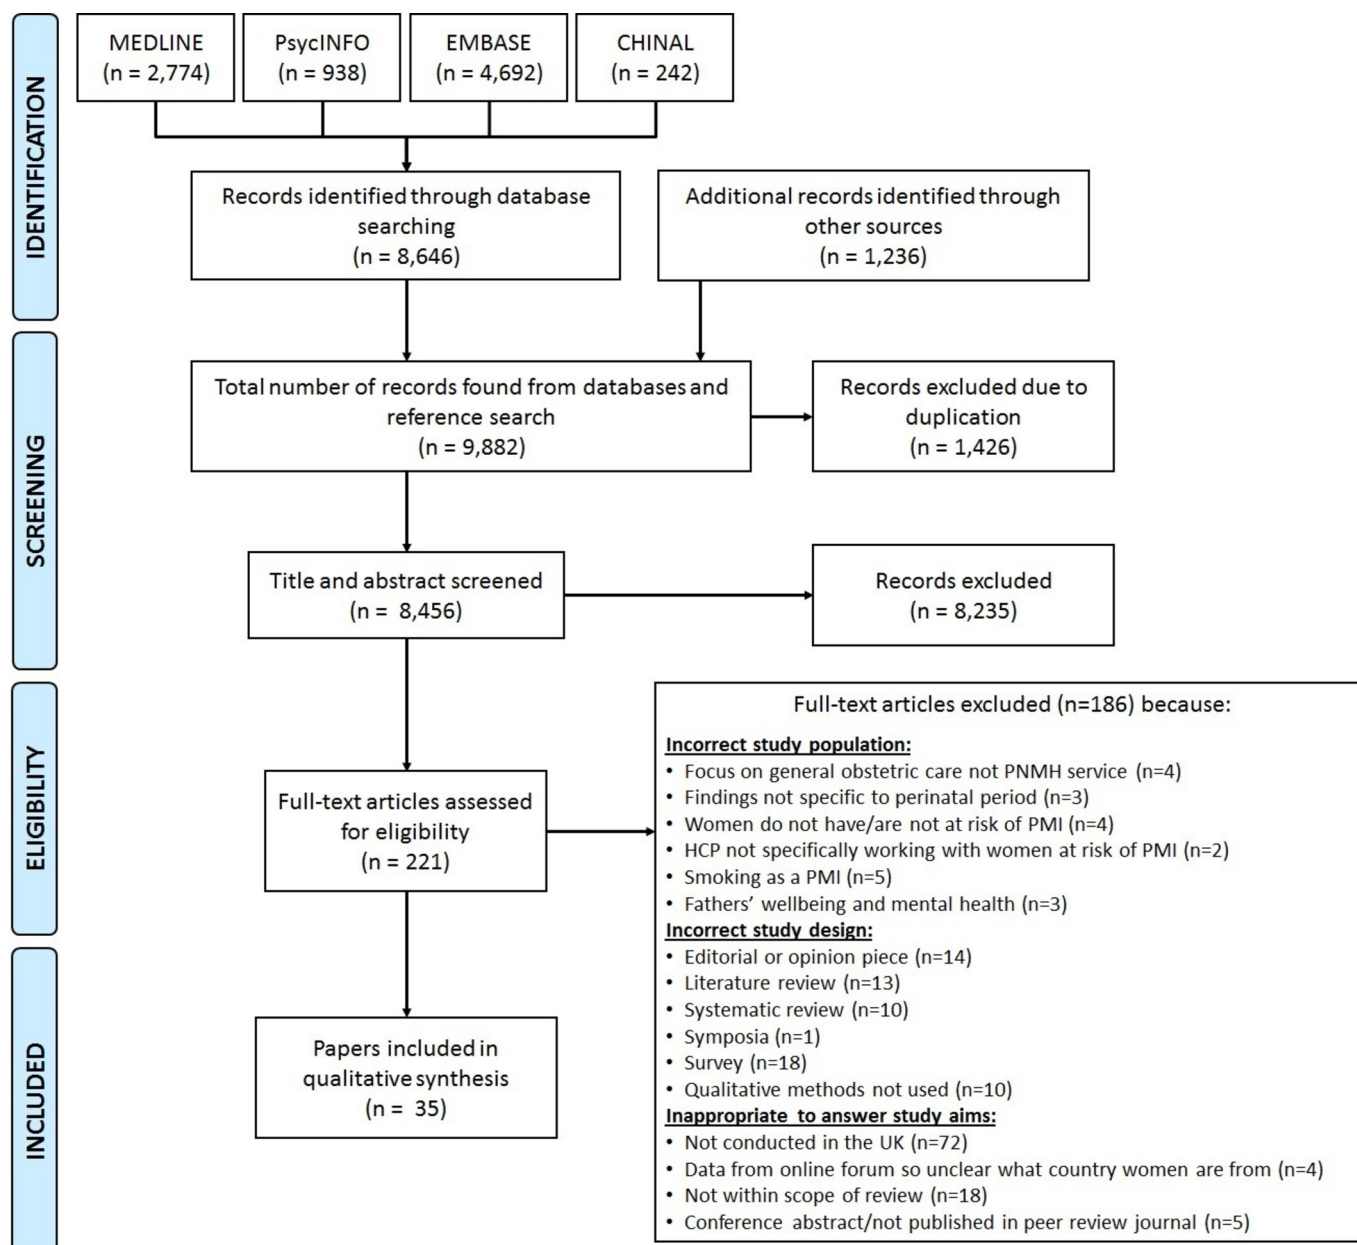 IDENTIFICATION
MEDLINE
(n = 2,774)
PsycINFO
(n = 938)
EMBASE
(n = 4,692)
CHINAL
(n = 242)
Records identified through database
searching
(n = 8,646)
Additional records identified through
other sources
(n = 1,236)
SCREENING
Total number of records found from databases and
reference search
(n = 9,882)
Records excluded due to
duplication
(n = 1,426)
Title and abstract screened
(n = 8,456)
Records excluded
(n = 8,235)
ELIGIBILITY
Full-text articles assessed
for eligibility
(n = 221)
Full-text articles excluded (n=186) because:
Incorrect study population:
• Focus on general obstetric care not PNMH service (n=4)
• Findings not specific to perinatal period (n=3)
• Women do not have/are not at risk of PMI (n=4)
• HCP not specifically working with women at risk of PMI (n=2)
• Smoking as a PMI (n=5)
• Fathers’ wellbeing and mental health (n=3)
Incorrect study design:
• Editorial or opinion piece (n=14)
• Literature review (n=13)
• Systematic review (n=10)
• Symposia (n=1)
• Survey (n=18)
• Qualitative methods not used (n=10)
Inappropriate to answer study aims:
• Not conducted in the UK (n=72)
• Data from online forum so unclear what country women are from (n=4)
• Not within scope of review (n=18)
• Conference abstract/not published in peer review journal (n=5)
INCLUDED
Papers included in
qualitative synthesis
(n = 35)